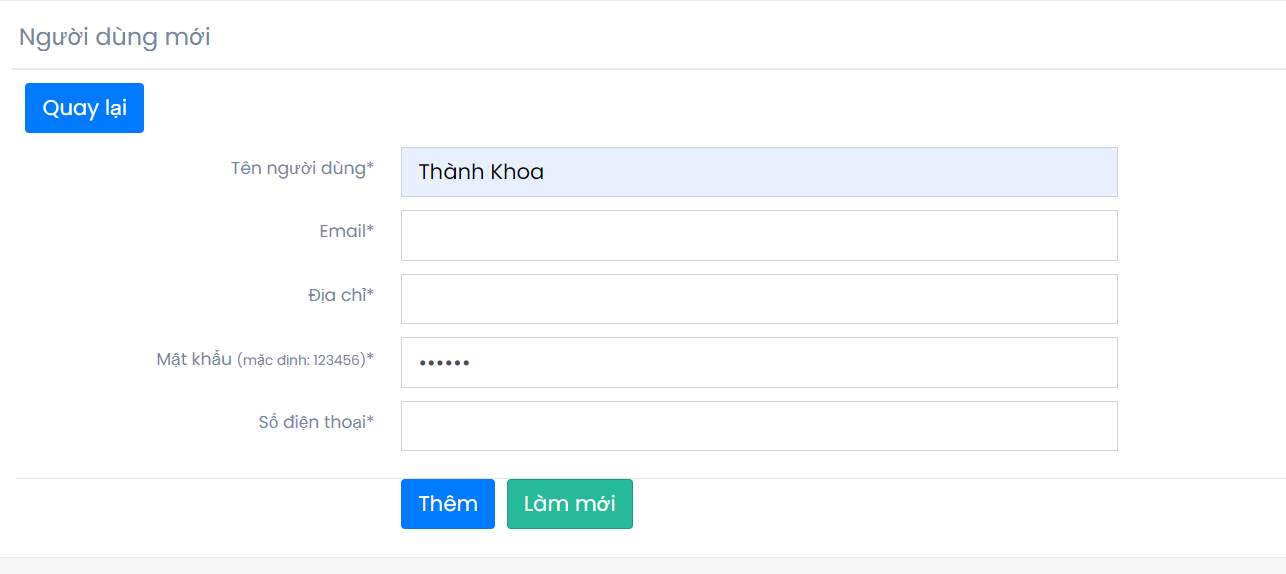 Người dùng mới
Quay lại
Tên người dùng*
Thành Khoa
Email*
Địa chỉ*
Mật khẩu (mặc định: 123456)*
••••••
Số điện thoại*
Thêm
Làm mới